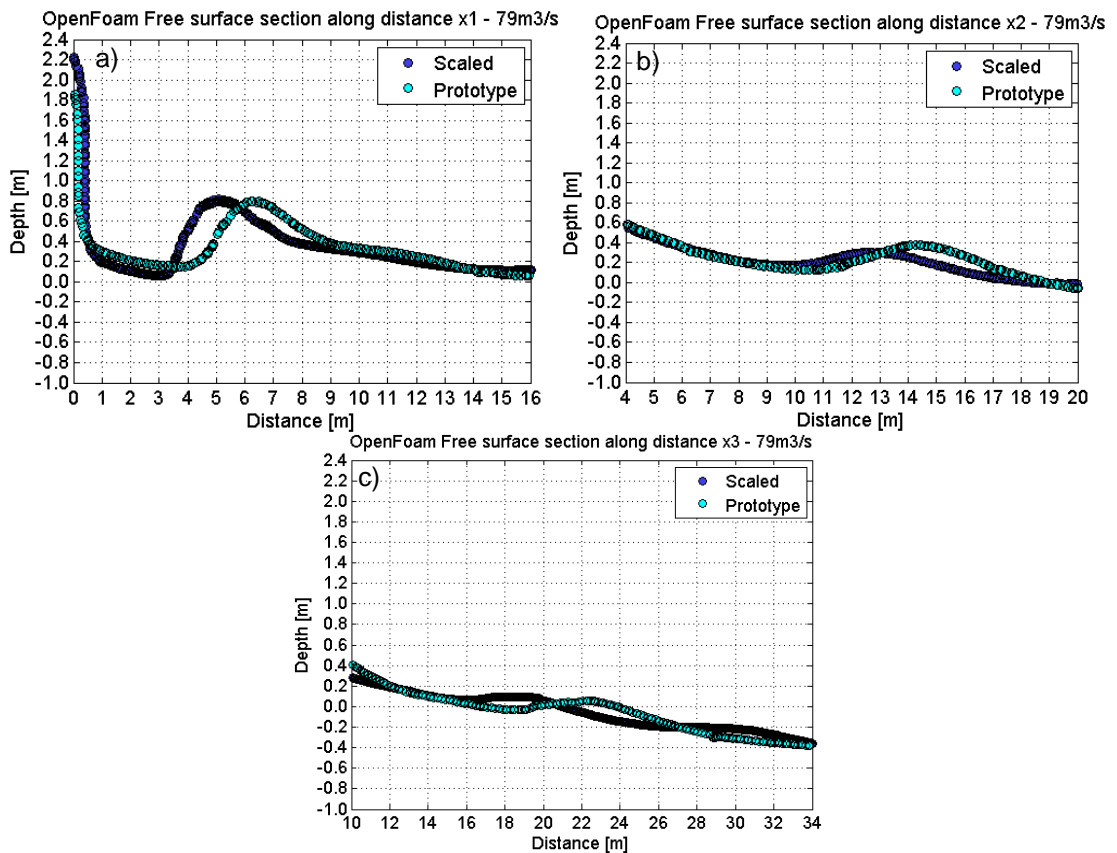 OpenFoam Free surface section along distance x1 - 79m3/s
a)
Scaled
Prototype
2.4
2.2
2.0
1.8
1.6
1.4
1.2
1.0
0.8
0.6
0.4
0.2
0.0
-0.2
-0.4
-0.6
-0.8
-1.0
Depth [m]
0 1 2 3 4 5 6 7 8 9 10 11 12 13 14 15 16
Distance [m]
OpenFoam Free surface section along distance x2 - 79m3/s
b)
Scaled
Prototype
2.4
2.2
2.0
1.8
1.6
1.4
1.2
1.0
0.8
0.6
0.4
0.2
0.0
-0.2
-0.4
-0.6
-0.8
-1.0
Depth [m]
4 5 6 7 8 9 10 11 12 13 14 15 16 17 18 19 20
Distance [m]
OpenFoam Free surface section along distance x3 - 79m3/s
c)
Scaled
Prototype
2.4
2.2
2.0
1.8
1.6
1.4
1.2
1.0
0.8
0.6
0.4
0.2
0.0
-0.2
-0.4
-0.6
-0.8
-1.0
Depth [m]
10 12 14 16 18 20 22 24 26 28 30 32 34
Distance [m]